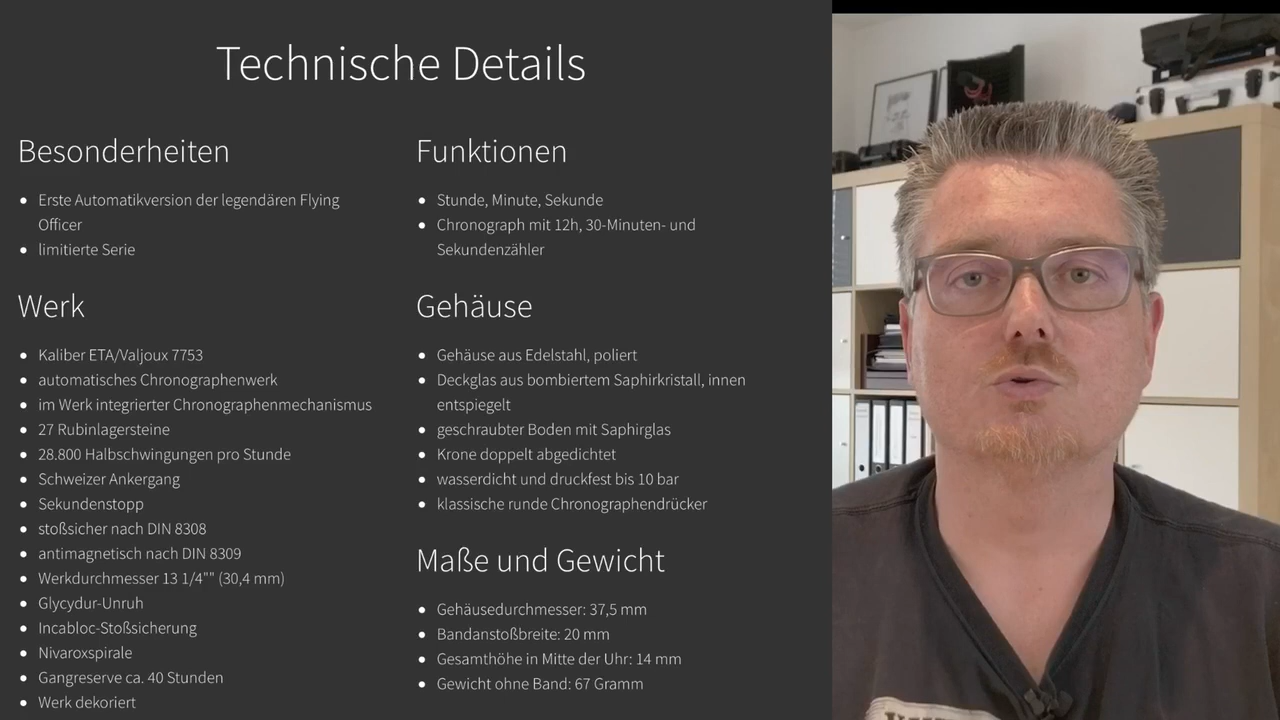 Technische Details
Besonderheiten
Erste Automatikversion der legendären Flying
Officer
limitierte Serie
Werk
Kaliber ETA/Valjoux 7753
automatisches Chronographenwerk
im Werk integrierter Chronographenmechanismus
27 Rubinlagersteine
28.800 Halbschwingungen pro Stunde
Schweizer Ankergang
Sekundenstopp
stoßsicher nach DIN 8308
antimagnetisch nach DIN 8309
Werkdurchmesser 13 1/4"" (30,4 mm)
Glycydur-Unruh
Incabloc-Stoßsicherung
Nivaroxspirale
Gangreserve ca. 40 Stunden
Werk dekoriert
Funktionen
Stunde, Minute, Sekunde
Chronograph mit 12h, 30-Minuten- und
Sekundenzähler
Gehäuse
Gehäuse aus Edelstahl, poliert
Deckglas aus bombiertem Saphirkristall, innen
entspiegelt
geschraubter Boden mit Saphirglas
Krone doppelt abgedichtet
wasserdicht und druckfest bis 10 bar
klassische runde Chronographendrücker
Maße und Gewicht
Gehäusedurchmesser: 37,5 mm
Bandanstoßbreite: 20 mm
Gesamthöhe in Mitte der Uhr: 14 mm
Gewicht ohne Band: 67 Gramm